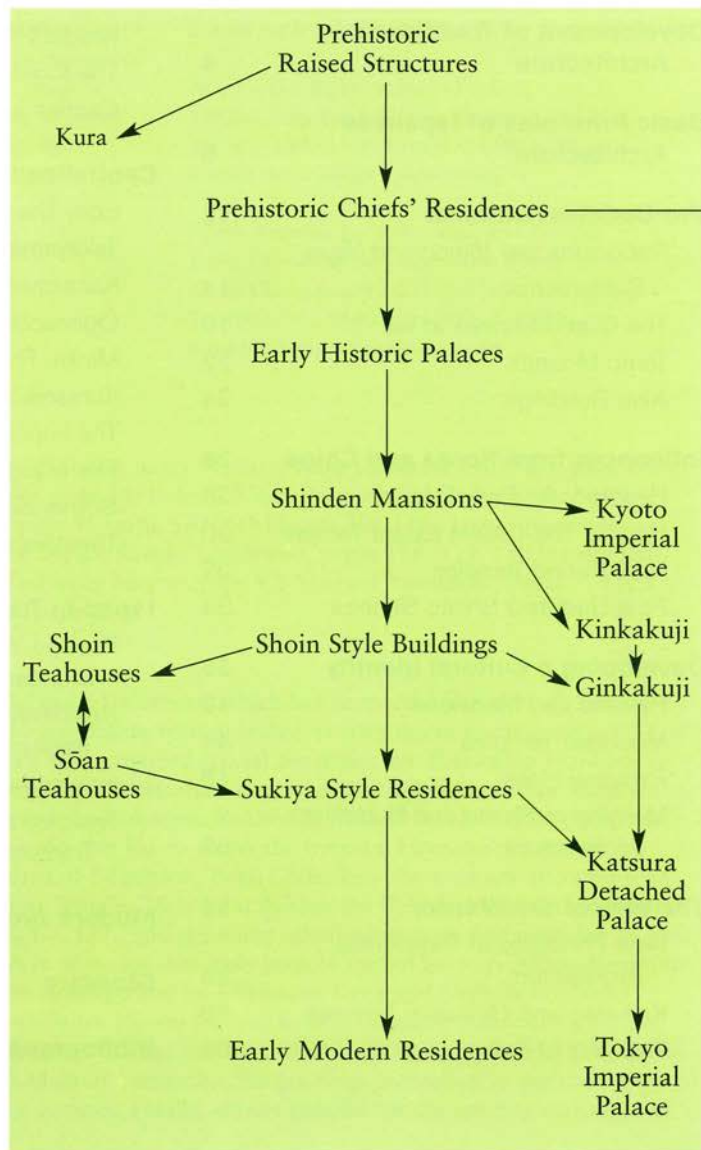 Prehistoric
Raised Structures
Kura
Prehistoric Chiefs' Residences
Early Historic Palaces
Shinden Mansions
Kyoto
Imperial
Palace
Kinkakuji
Shoin
Teahouses
Shoin Style Buildings
Ginkakuji
Sōan
Teahouses
Sukiya Style Residences
Katsura
Detached
Palace
Early Modern Residences
Tokyo
Imperial
Palace